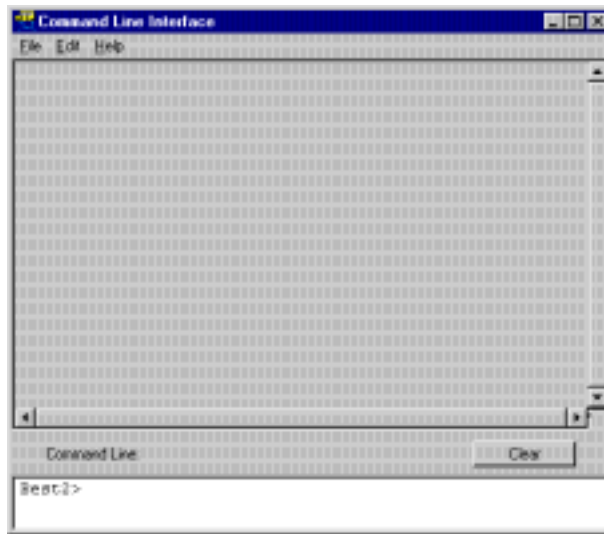 Command Line Interface
File Edit Help
Command Line:
Clear
Best2>